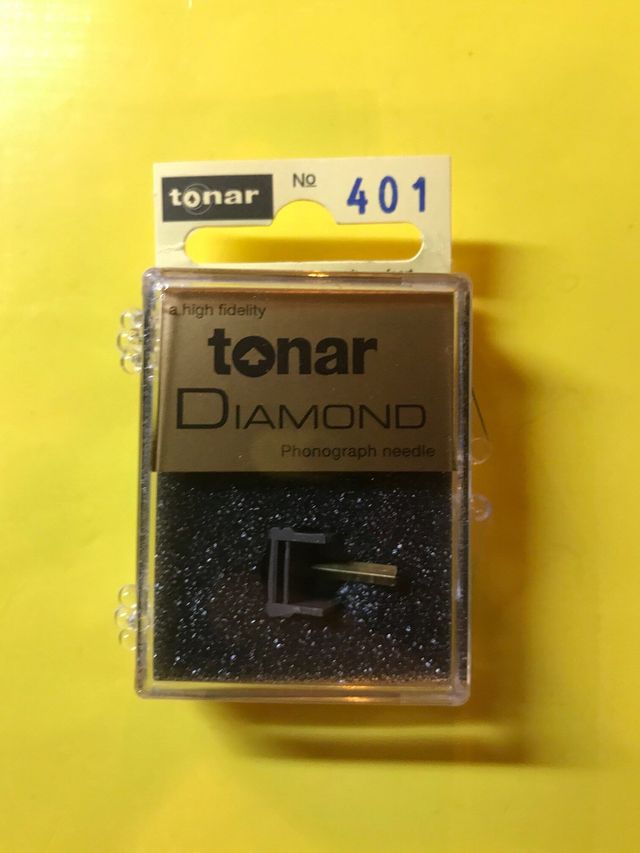 tonar No 401
a high fidelity
tonar
DIAMOND
Phonograph needle